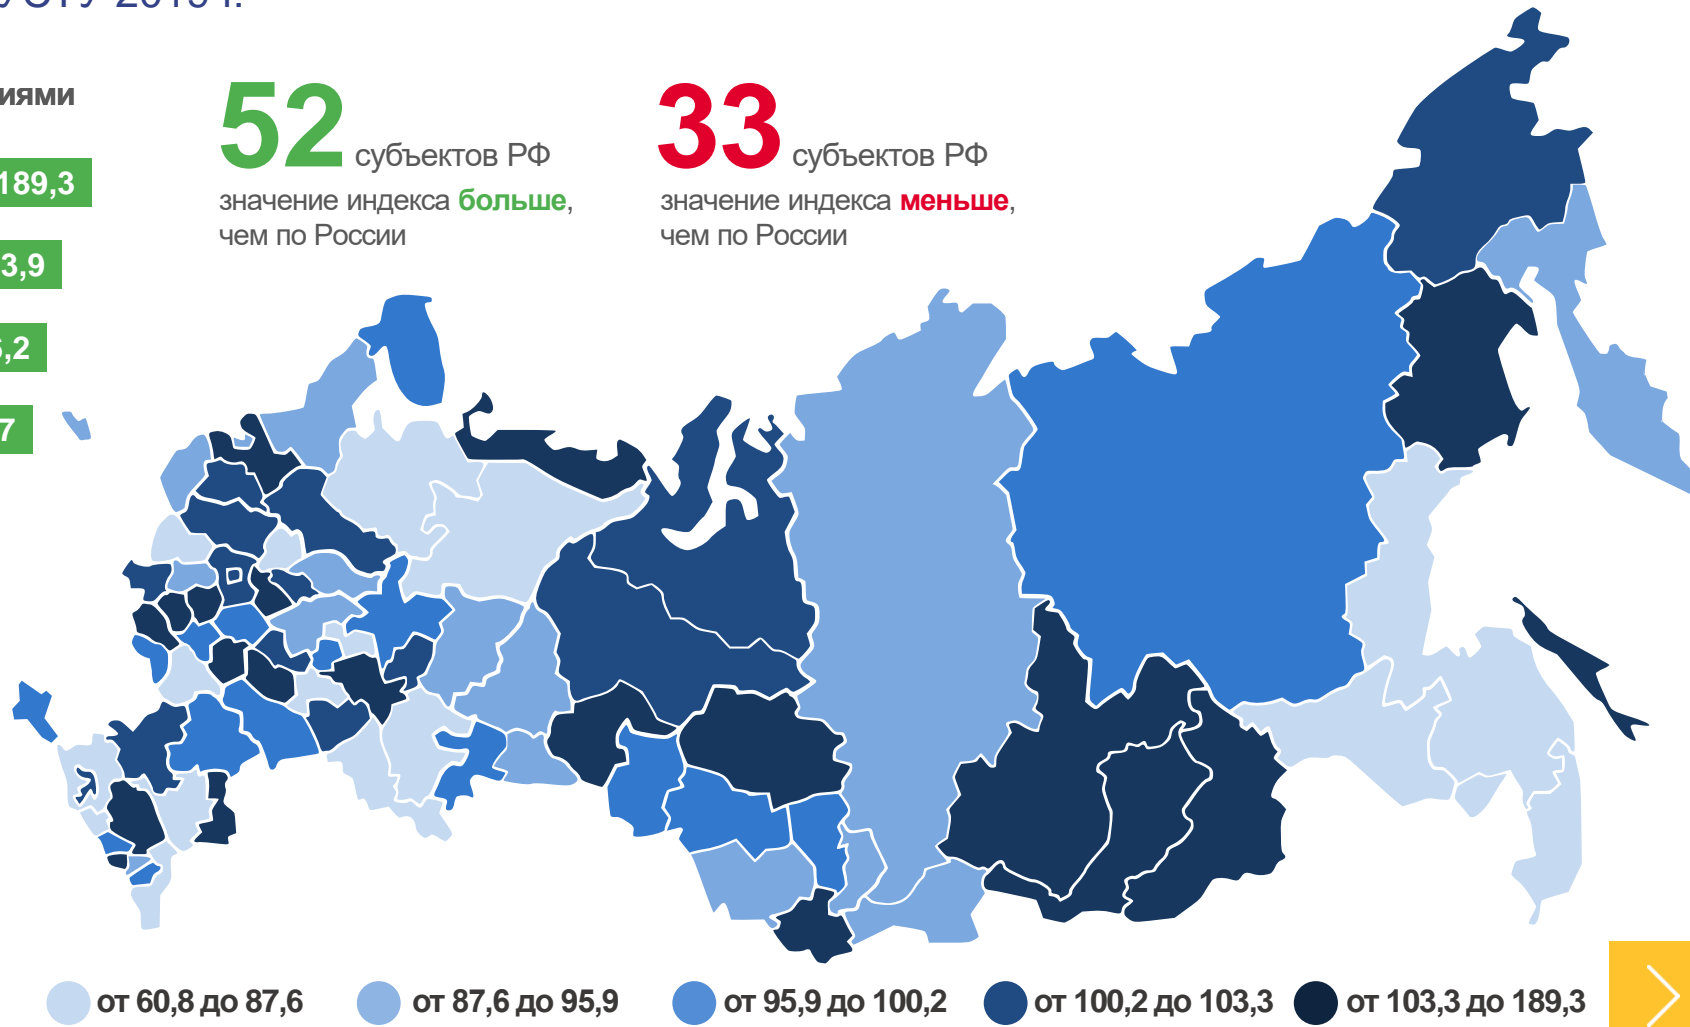 52 субъектов РФ
значение индекса больше,
чем по России
33 субъектов РФ
значение индекса меньше,
чем по России
189,3
3,9
,2
7
от 60,8 до 87,6
от 87,6 до 95,9
от 95,9 до 100,2
от 100,2 до 103,3
от 103,3 до 189,3